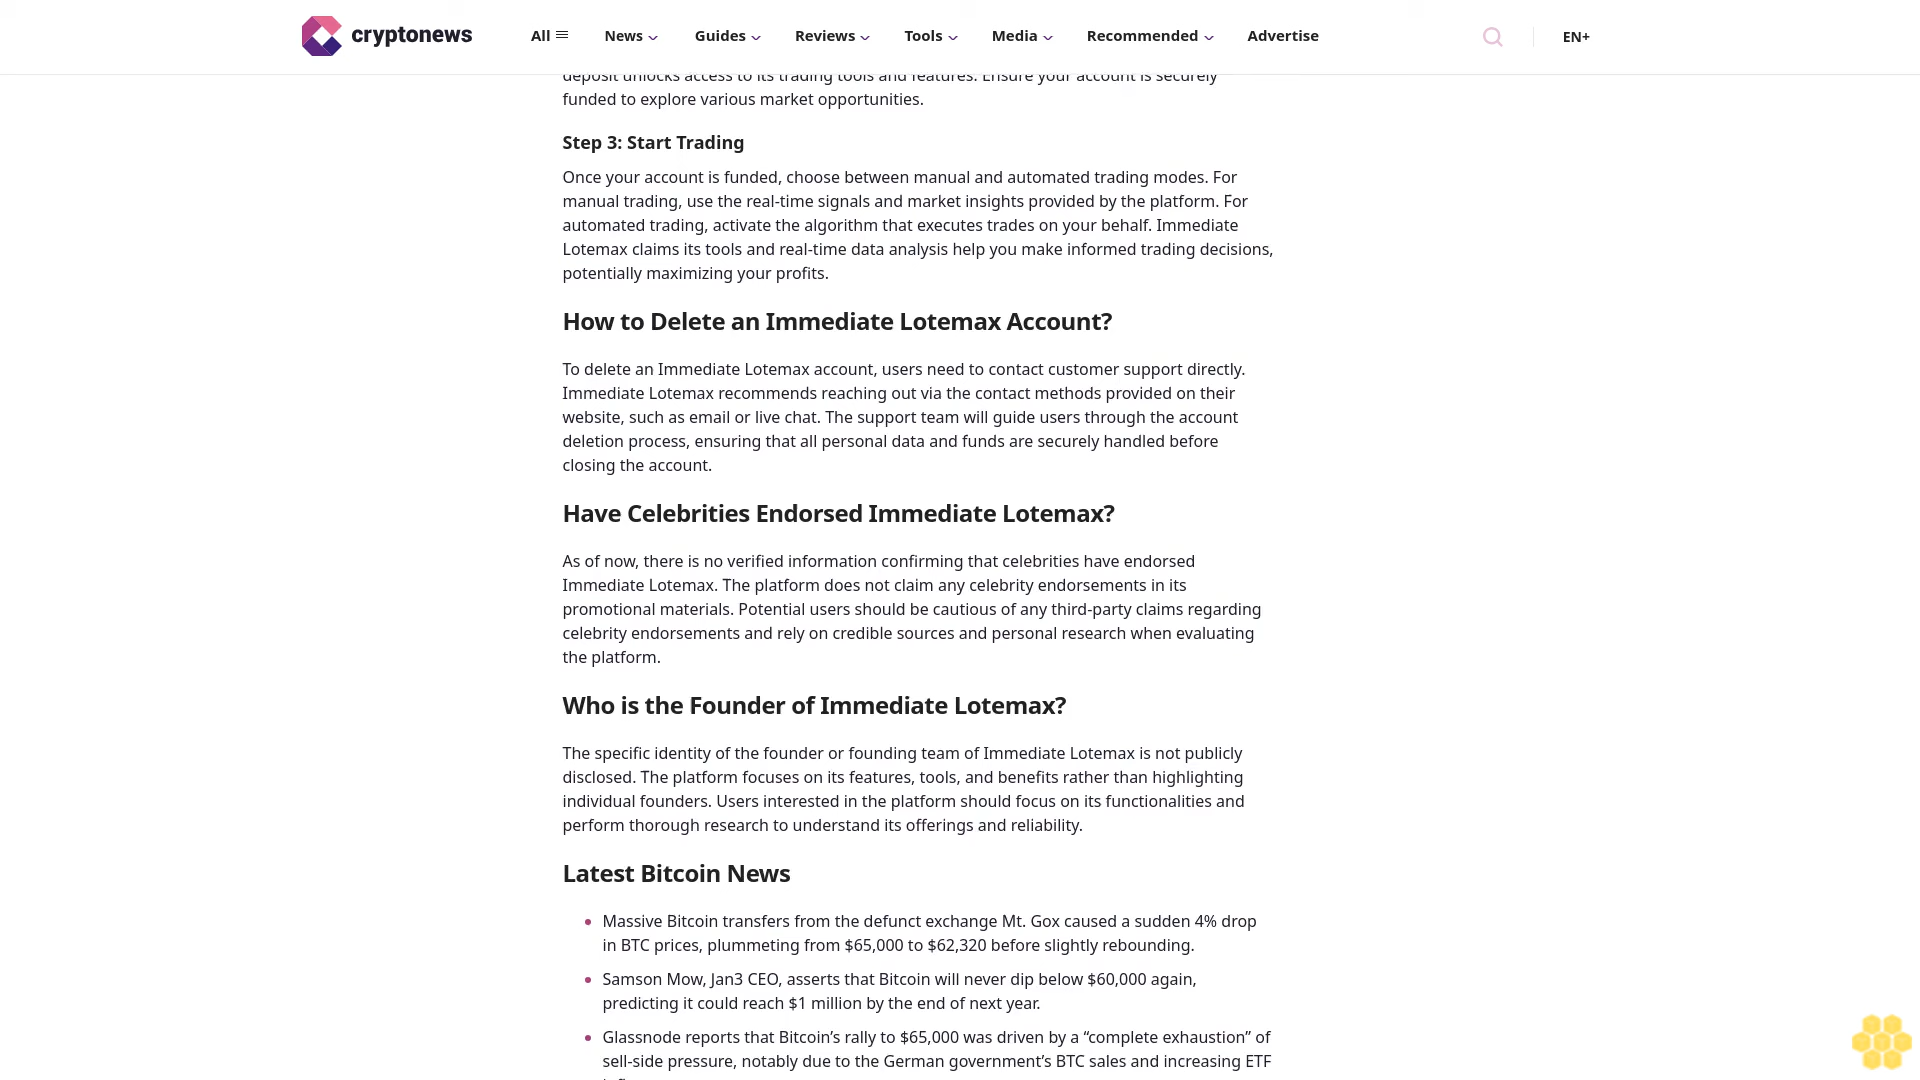 cryptonews
All
News
Guides
Reviews
Tools
Media
Recommended
Advertise
EN+
deposit unlocks access to its trading tools and features. Ensure your account is securely
funded to explore various market opportunities.
Step 3: Start Trading
Once your account is funded, choose between manual and automated trading modes. For
manual trading, use the real-time signals and market insights provided by the platform. For
automated trading, activate the algorithm that executes trades on your behalf. Immediate
Lotemax claims its tools and real-time data analysis help you make informed trading decisions,
potentially maximizing your profits.
How to Delete an Immediate Lotemax Account?
To delete an Immediate Lotemax account, users need to contact customer support directly.
Immediate Lotemax recommends reaching out via the contact methods provided on their
website, such as email or live chat. The support team will guide users through the account
deletion process, ensuring that all personal data and funds are securely handled before
closing the account.
Have Celebrities Endorsed Immediate Lotemax?
As of now, there is no verified information confirming that celebrities have endorsed
Immediate Lotemax. The platform does not claim any celebrity endorsements in its
promotional materials. Potential users should be cautious of any third-party claims regarding
celebrity endorsements and rely on credible sources and personal research when evaluating
the platform.
Who is the Founder of Immediate Lotemax?
The specific identity of the founder or founding team of Immediate Lotemax is not publicly
disclosed. The platform focuses on its features, tools, and benefits rather than highlighting
individual founders. Users interested in the platform should focus on its functionalities and
perform thorough research to understand its offerings and reliability.
Latest Bitcoin News
Massive Bitcoin transfers from the defunct exchange Mt. Gox caused a sudden 4% drop
in BTC prices, plummeting from $65,000 to $62,320 before slightly rebounding.
Samson Mow, Jan3 CEO, asserts that Bitcoin will never dip below $60,000 again,
predicting it could reach $1 million by the end of next year.
Glassnode reports that Bitcoin’s rally to $65,000 was driven by a “complete exhaustion” of
sell-side pressure, notably due to the German government’s BTC sales and increasing ETF